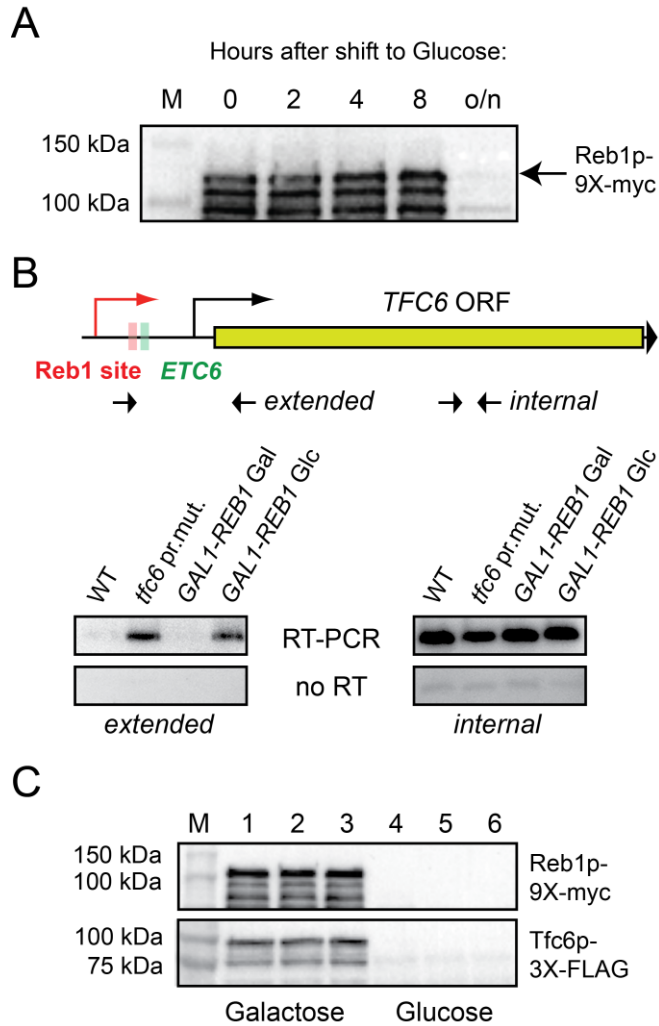 A
Hours after shift to Glucose:
M 0 2 4 8 o/n
150 kDa
100 kDa
Reb1p-
9X-myc
B
TFC6 ORF
Reb1 site ETC6
extended internal
WT tfc6 pr.mut. GAL1-REB1 Gal GAL1-REB1 Glc
WT tfc6 pr.mut. GAL1-REB1 Gal GAL1-REB1 Glc
RT-PCR
no RT
extended internal
C
M 1 2 3 4 5 6
150 kDa
100 kDa
Reb1p-
9X-myc
100 kDa
75 kDa
Tfc6p-
3X-FLAG
Galactose Glucose